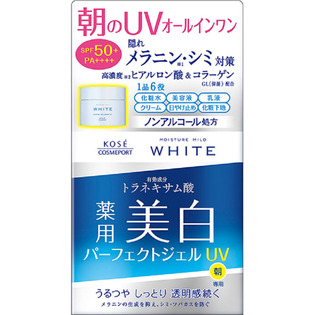 朝のUVオールインワン
SPF50+
PA++++
隠れ
メラニン・シミ対策
高濃度 ヒアルロン酸&コラーゲン
GL(保湿)配合
1品6役
化粧水 美容液 乳液
クリーム 日やけ止め 化粧下地
ノンアルコール処方
WHITE
KOSÉ
COSMEPORT
MOISTURE MILD
WHITE
有効成分
トラネキサム酸
薬用 美白
パーフェクトジェル UV
朝専用
うるつや しっとり 透明感続く
メラニンの生成を抑え、シミ・ソバカスを防ぐ